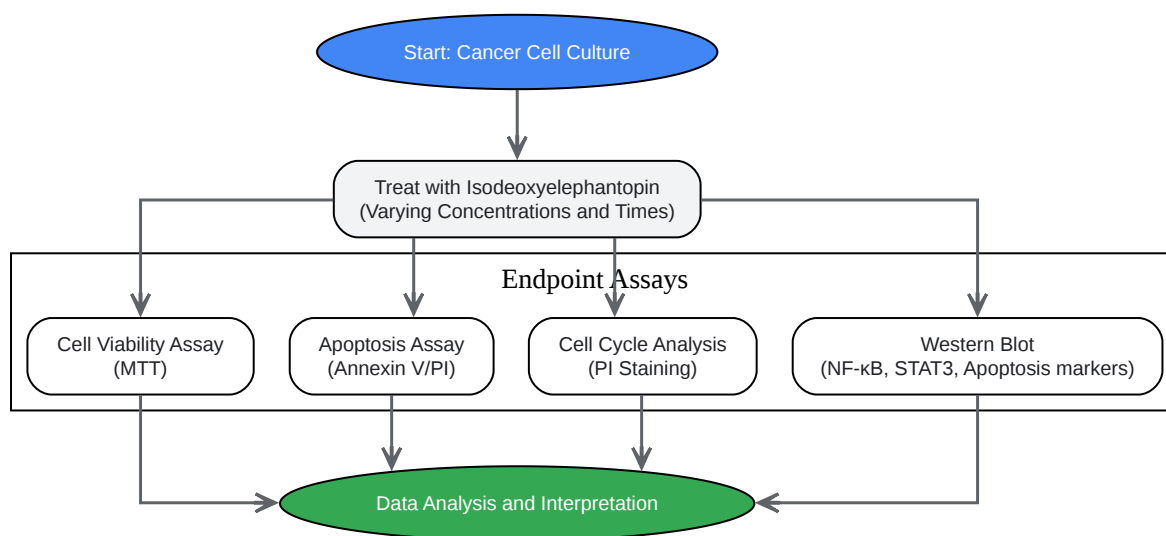 Start: Cancer Cell Culture
Treat with Isodeoxyelephantopin
(Varying Concentrations and Times)
Endpoint Assays
Cell Viability Assay
(MTT)
Apoptosis Assay
(Annexin V/PI)
Cell Cycle Analysis
(PI Staining)
Western Blot
(NF-κB, STAT3, Apoptosis markers)
Data Analysis and Interpretation